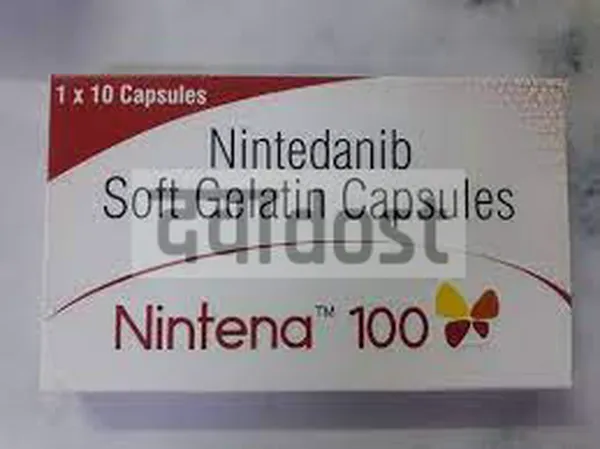 1 x 10 Capsules
Nintedanib
Soft Gelatin Capsules
Nintena™ 100